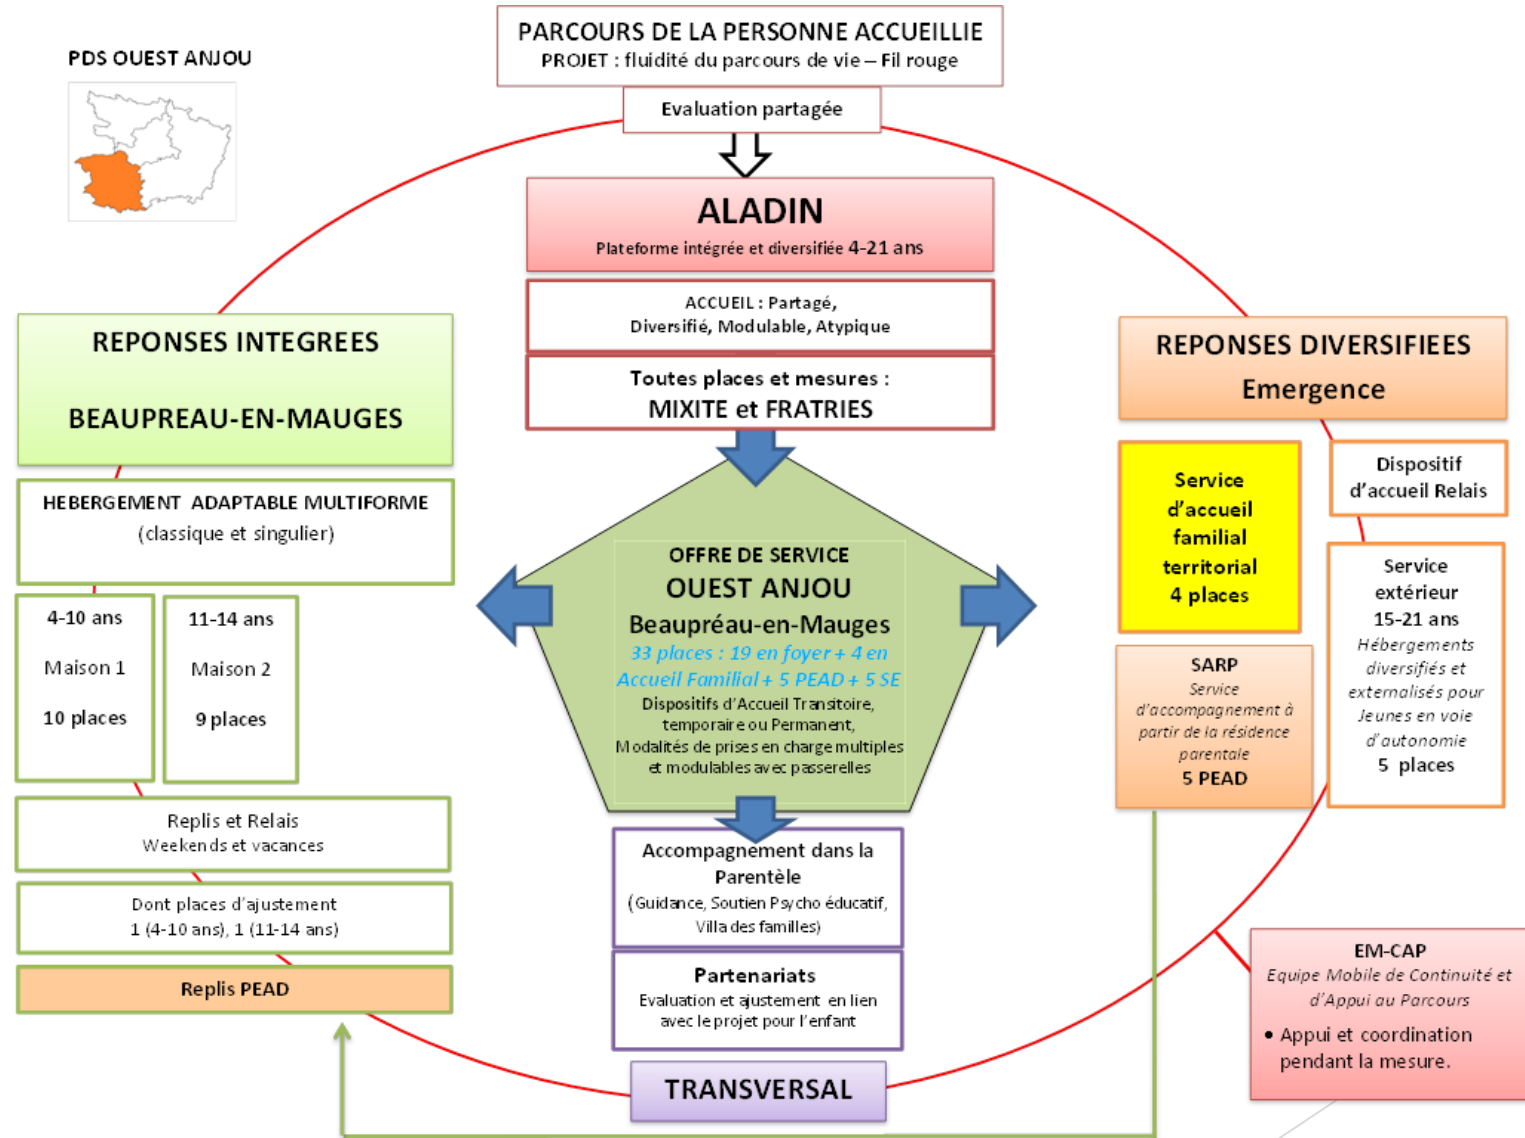 PARCOURS DE LA PERSONNE ACCUEILLIE
PROJET : fluidité du parcours de vie – Fil rouge
PDS OUEST ANJOU
Evaluation partagée
ALADIN
Plateforme intégrée et diversifiée 4-21 ans
ACCUEIL : Partagé,
Diversifié, Modulable, Atypique
Toutes places et mesures :
MIXITE et FRATRIES
REPONSES INTEGREES
BEAUPREAU-EN-MAUGES
HEBERGEMENT ADAPTABLE MULTIFORME
(classique et singulier)
4-10 ans
Maison 1
10 places
11-14 ans
Maison 2
9 places
Replis et Relais
Weekends et vacances
Dont places d'ajustement
1 (4-10 ans), 1 (11-14 ans)
Replis PEAD
OFFRE DE SERVICE
OUEST ANJOU
Beaupréau-en-Mauges
33 places : 19 en foyer + 4 en
Accueil Familial + 5 PEAD + 5 SE
Dispositifs d'Accueil Transitoire,
temporaire ou Permanent,
Modalités de prises en charge multiples
et modulables avec passerelles
Accompagnement dans la
Parentèle
(Guidance, Soutien Psycho éducatif,
Villa des familles)
Partenariats
Evaluation et ajustement en lien
avec le projet pour l'enfant
TRANSVERSAL
REPONSES DIVERSIFIEES
Emergence
Service
d'accueil
familial
territorial
4 places
Dispositif
d'accueil Relais
Service
extérieur
15-21 ans
Hébergements
diversifiés et
externalisés pour
Jeunes en voie
d'autonomie
5 places
SARP
Service
d'accompagnement à
partir de la résidence
parentale
5 PEAD
EM-CAP
Equipe Mobile de Continuité et
d'Appui au Parcours
• Appui et coordination
pendant la mesure.